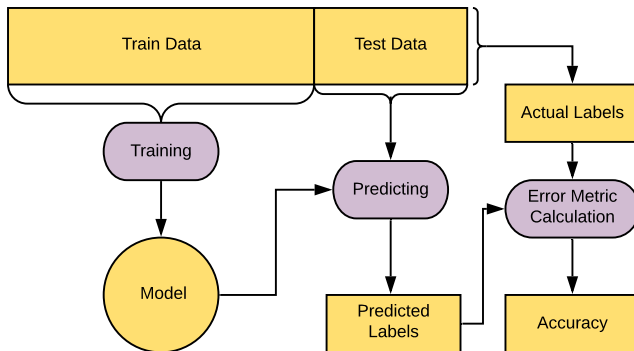 Train Data
Test Data
Actual Labels
Training
Predicting
Error Metric
Calculation
Model
Predicted
Labels
Accuracy